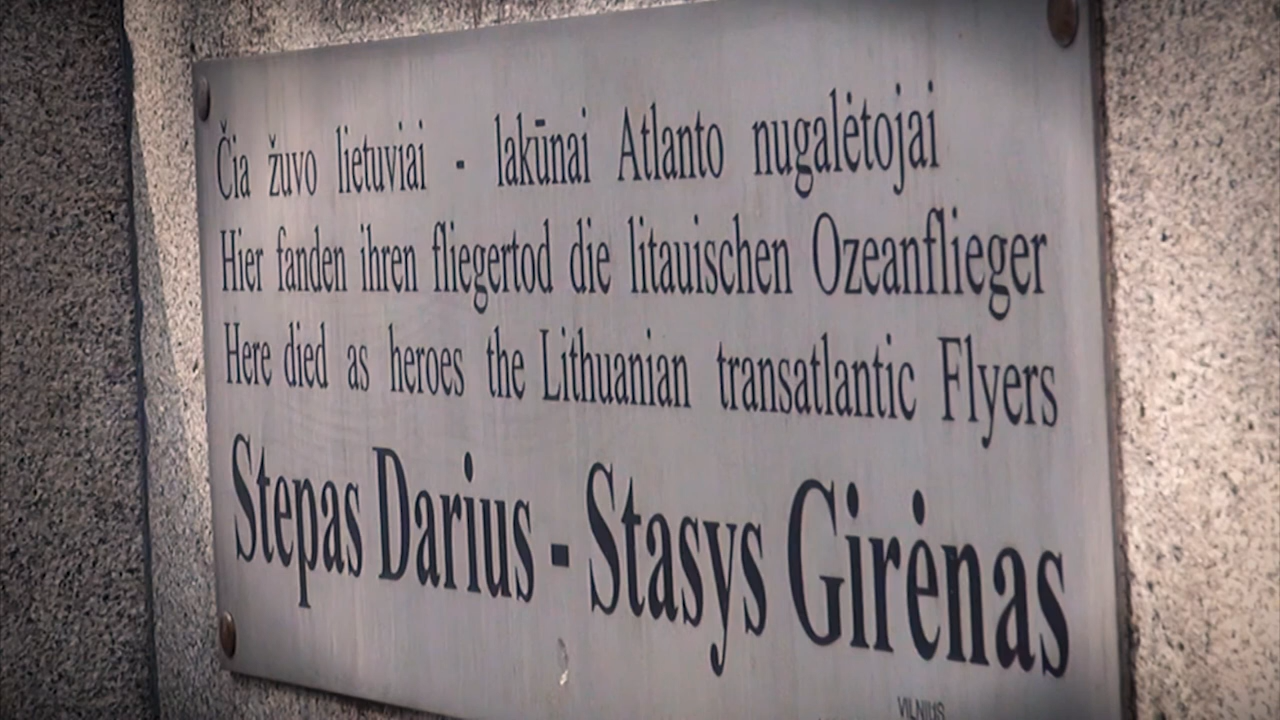 Čia žuvo lietuviai - lakūnai Atlanto nugalėtojai
Hier fanden ihren fliegertod die litauischen Ozeanflieger
Here died as heroes the Lithuanian transatlantic Flyers
Stepas Darius - Stasys Girėnas
VILNIUS